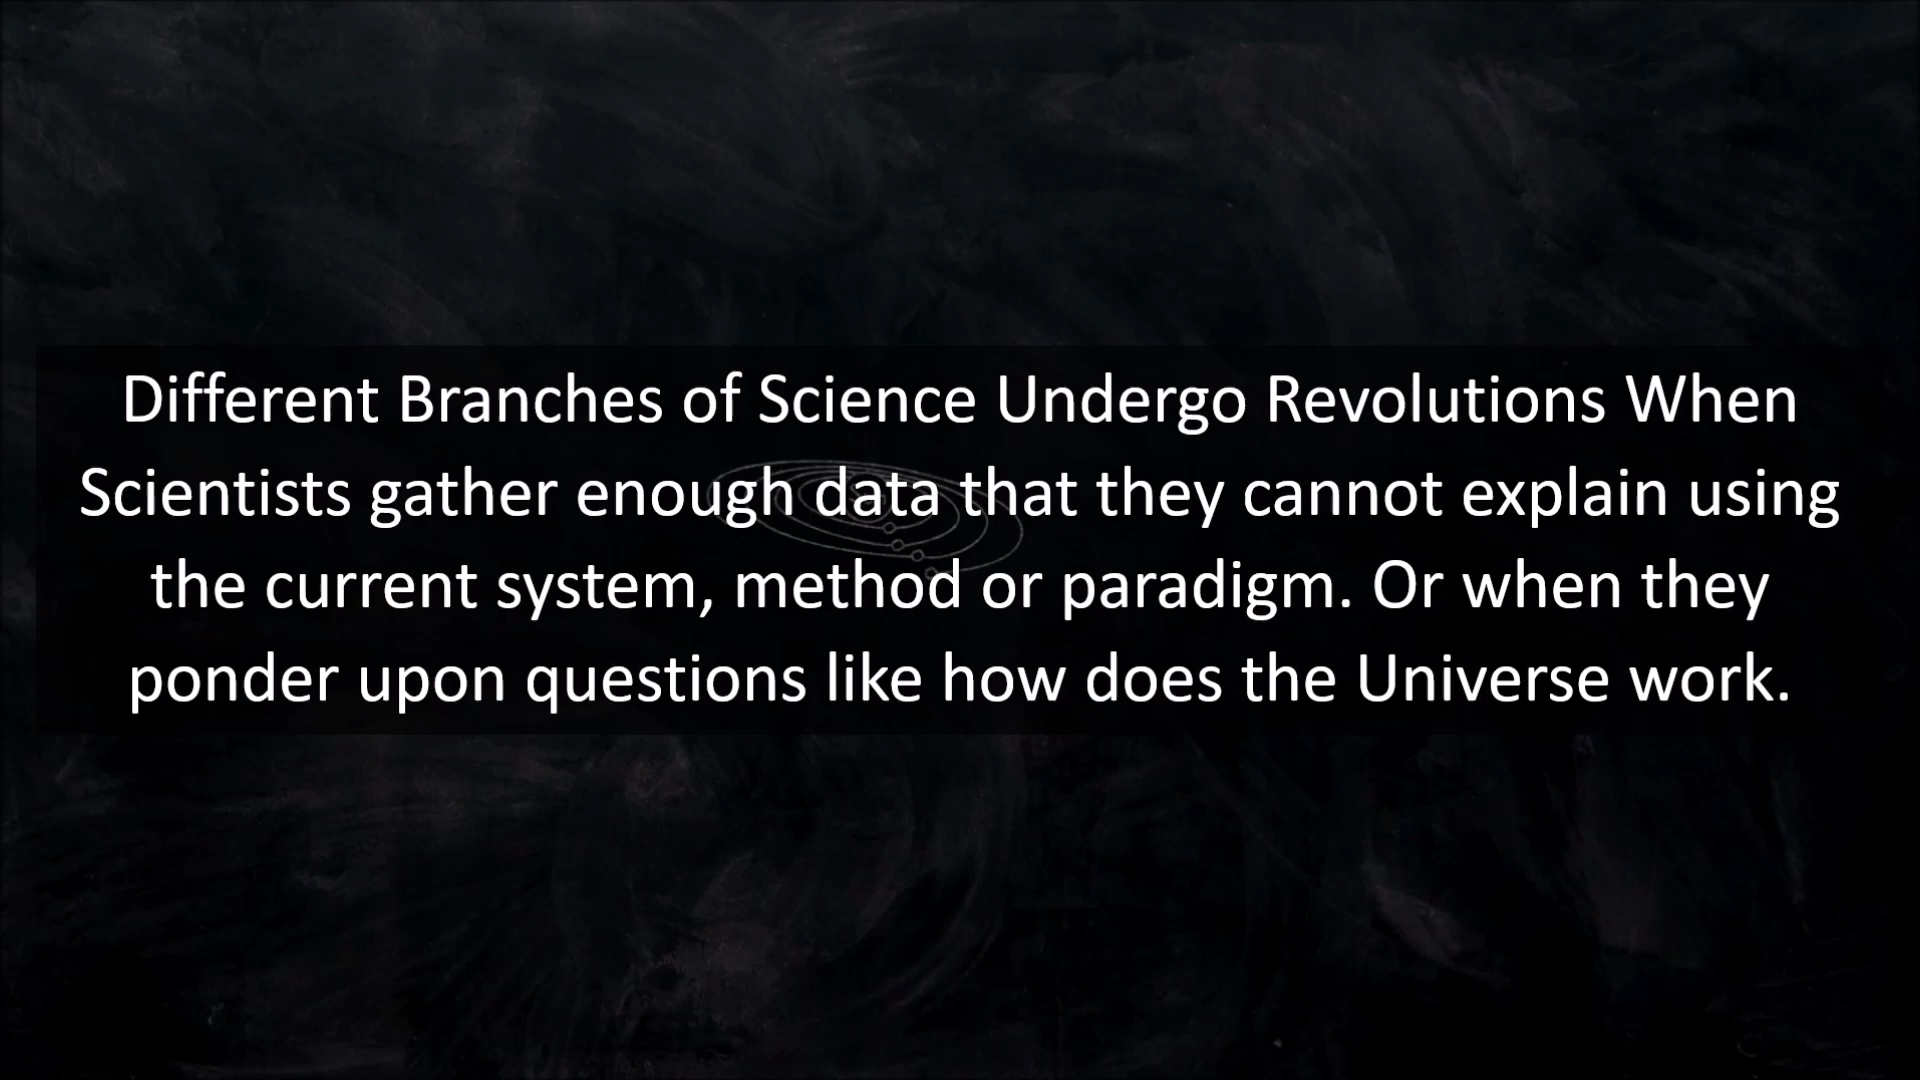 Different Branches of Science Undergo Revolutions When
Scientists gather enough data that they cannot explain using
the current system, method or paradigm. Or when they
ponder upon questions like how does the Universe work.